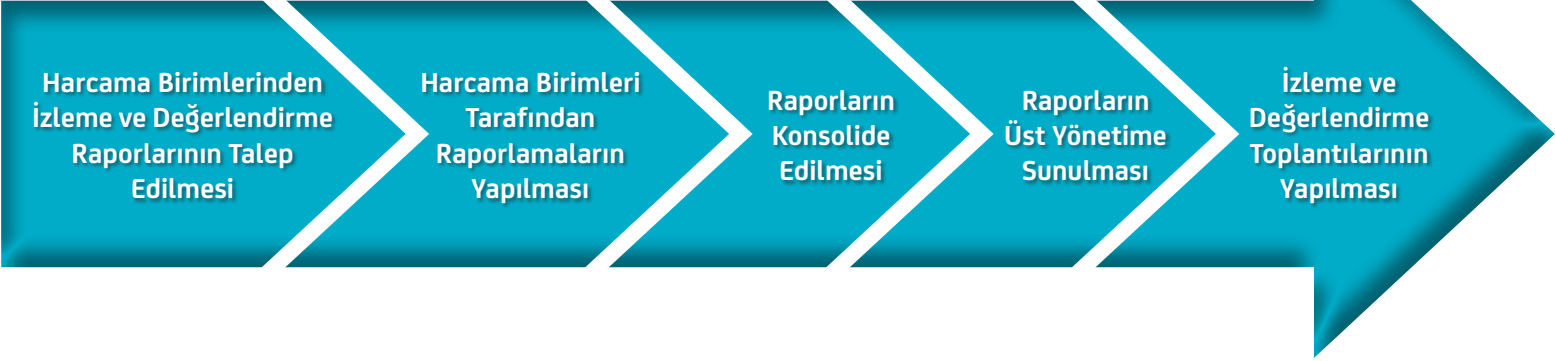 Harcama Birimlerinden
İzleme ve Değerlendirme
Raporlarının Talep
Edilmesi
Harcama Birimleri
Tarafından
Raporlamaların
Yapılması
Raporların
Konsolide
Edilmesi
Raporların
Üst Yönetime
Sunulması
İzleme ve
Değerlendirme
Toplantılarının
Yapılması